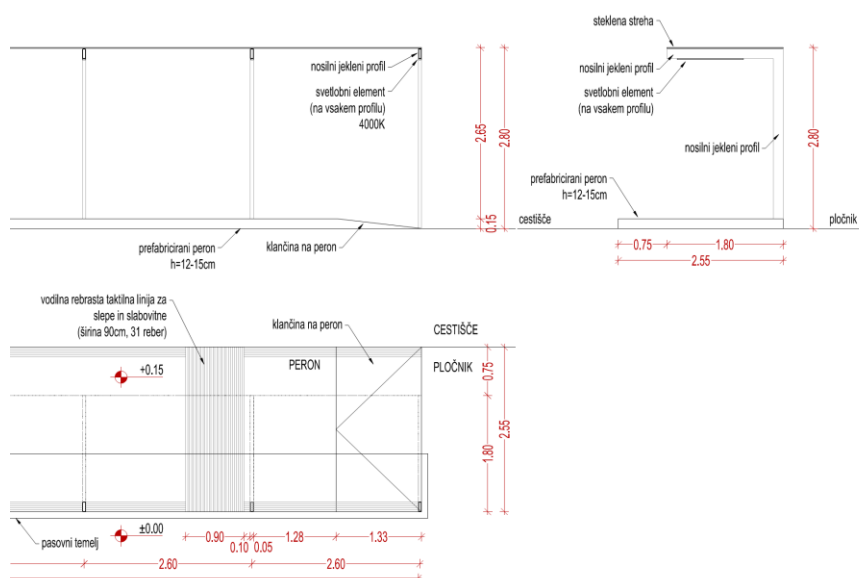 nosilni jekleni profil
svetlobni element
(na vsakem profilu)
4000K
2.65
2.80
0.15
prefabricirani peron
h=12-15cm
klančina na peron
steklena streha
nosilni jekleni profil
svetlobni element
(na vsakem profilu)
nosilni jekleni profil
2.80
prefabricirani peron
h=12-15cm
cestišče
pločnik
0.75
1.80
2.55
vodilna rebrasta taktilna linija za
slepe in slabovitne
(širina 90cm, 31 reber)
klančina na peron
CESTIŠČE
PERON
PLOČNIK
+0.15
0.75
1.80
2.55
±0.00
pasovni temelj
0.90
0.10
0.05
1.28
1.33
2.60
2.60